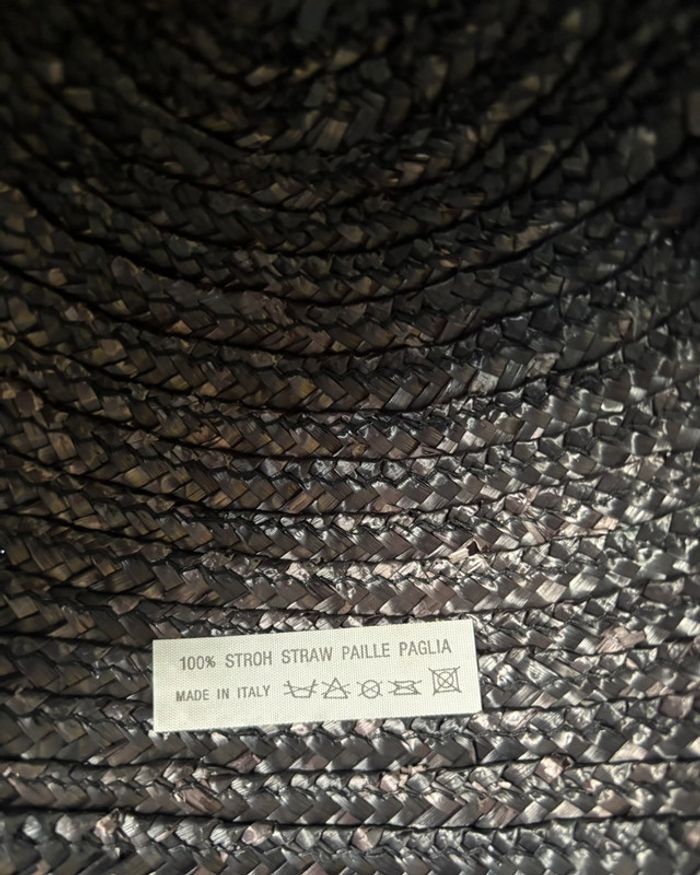 100% STROH STRAW PAILLE PAGLIA
MADE IN ITALY